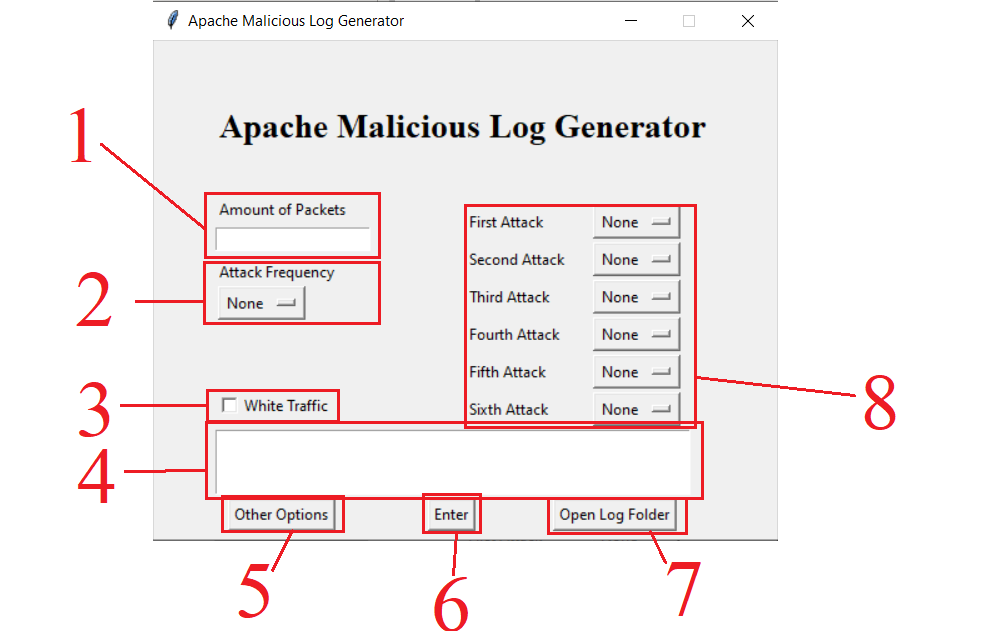 Apache Malicious Log Generator
Apache Malicious Log Generator
1
Amount of Packets
2
Attack Frequency
None
First Attack None
Second Attack None
Third Attack None
Fourth Attack None
Fifth Attack None
Sixth Attack None
8
3
White Traffic
4
Other Options Enter Open Log Folder
5 6 7